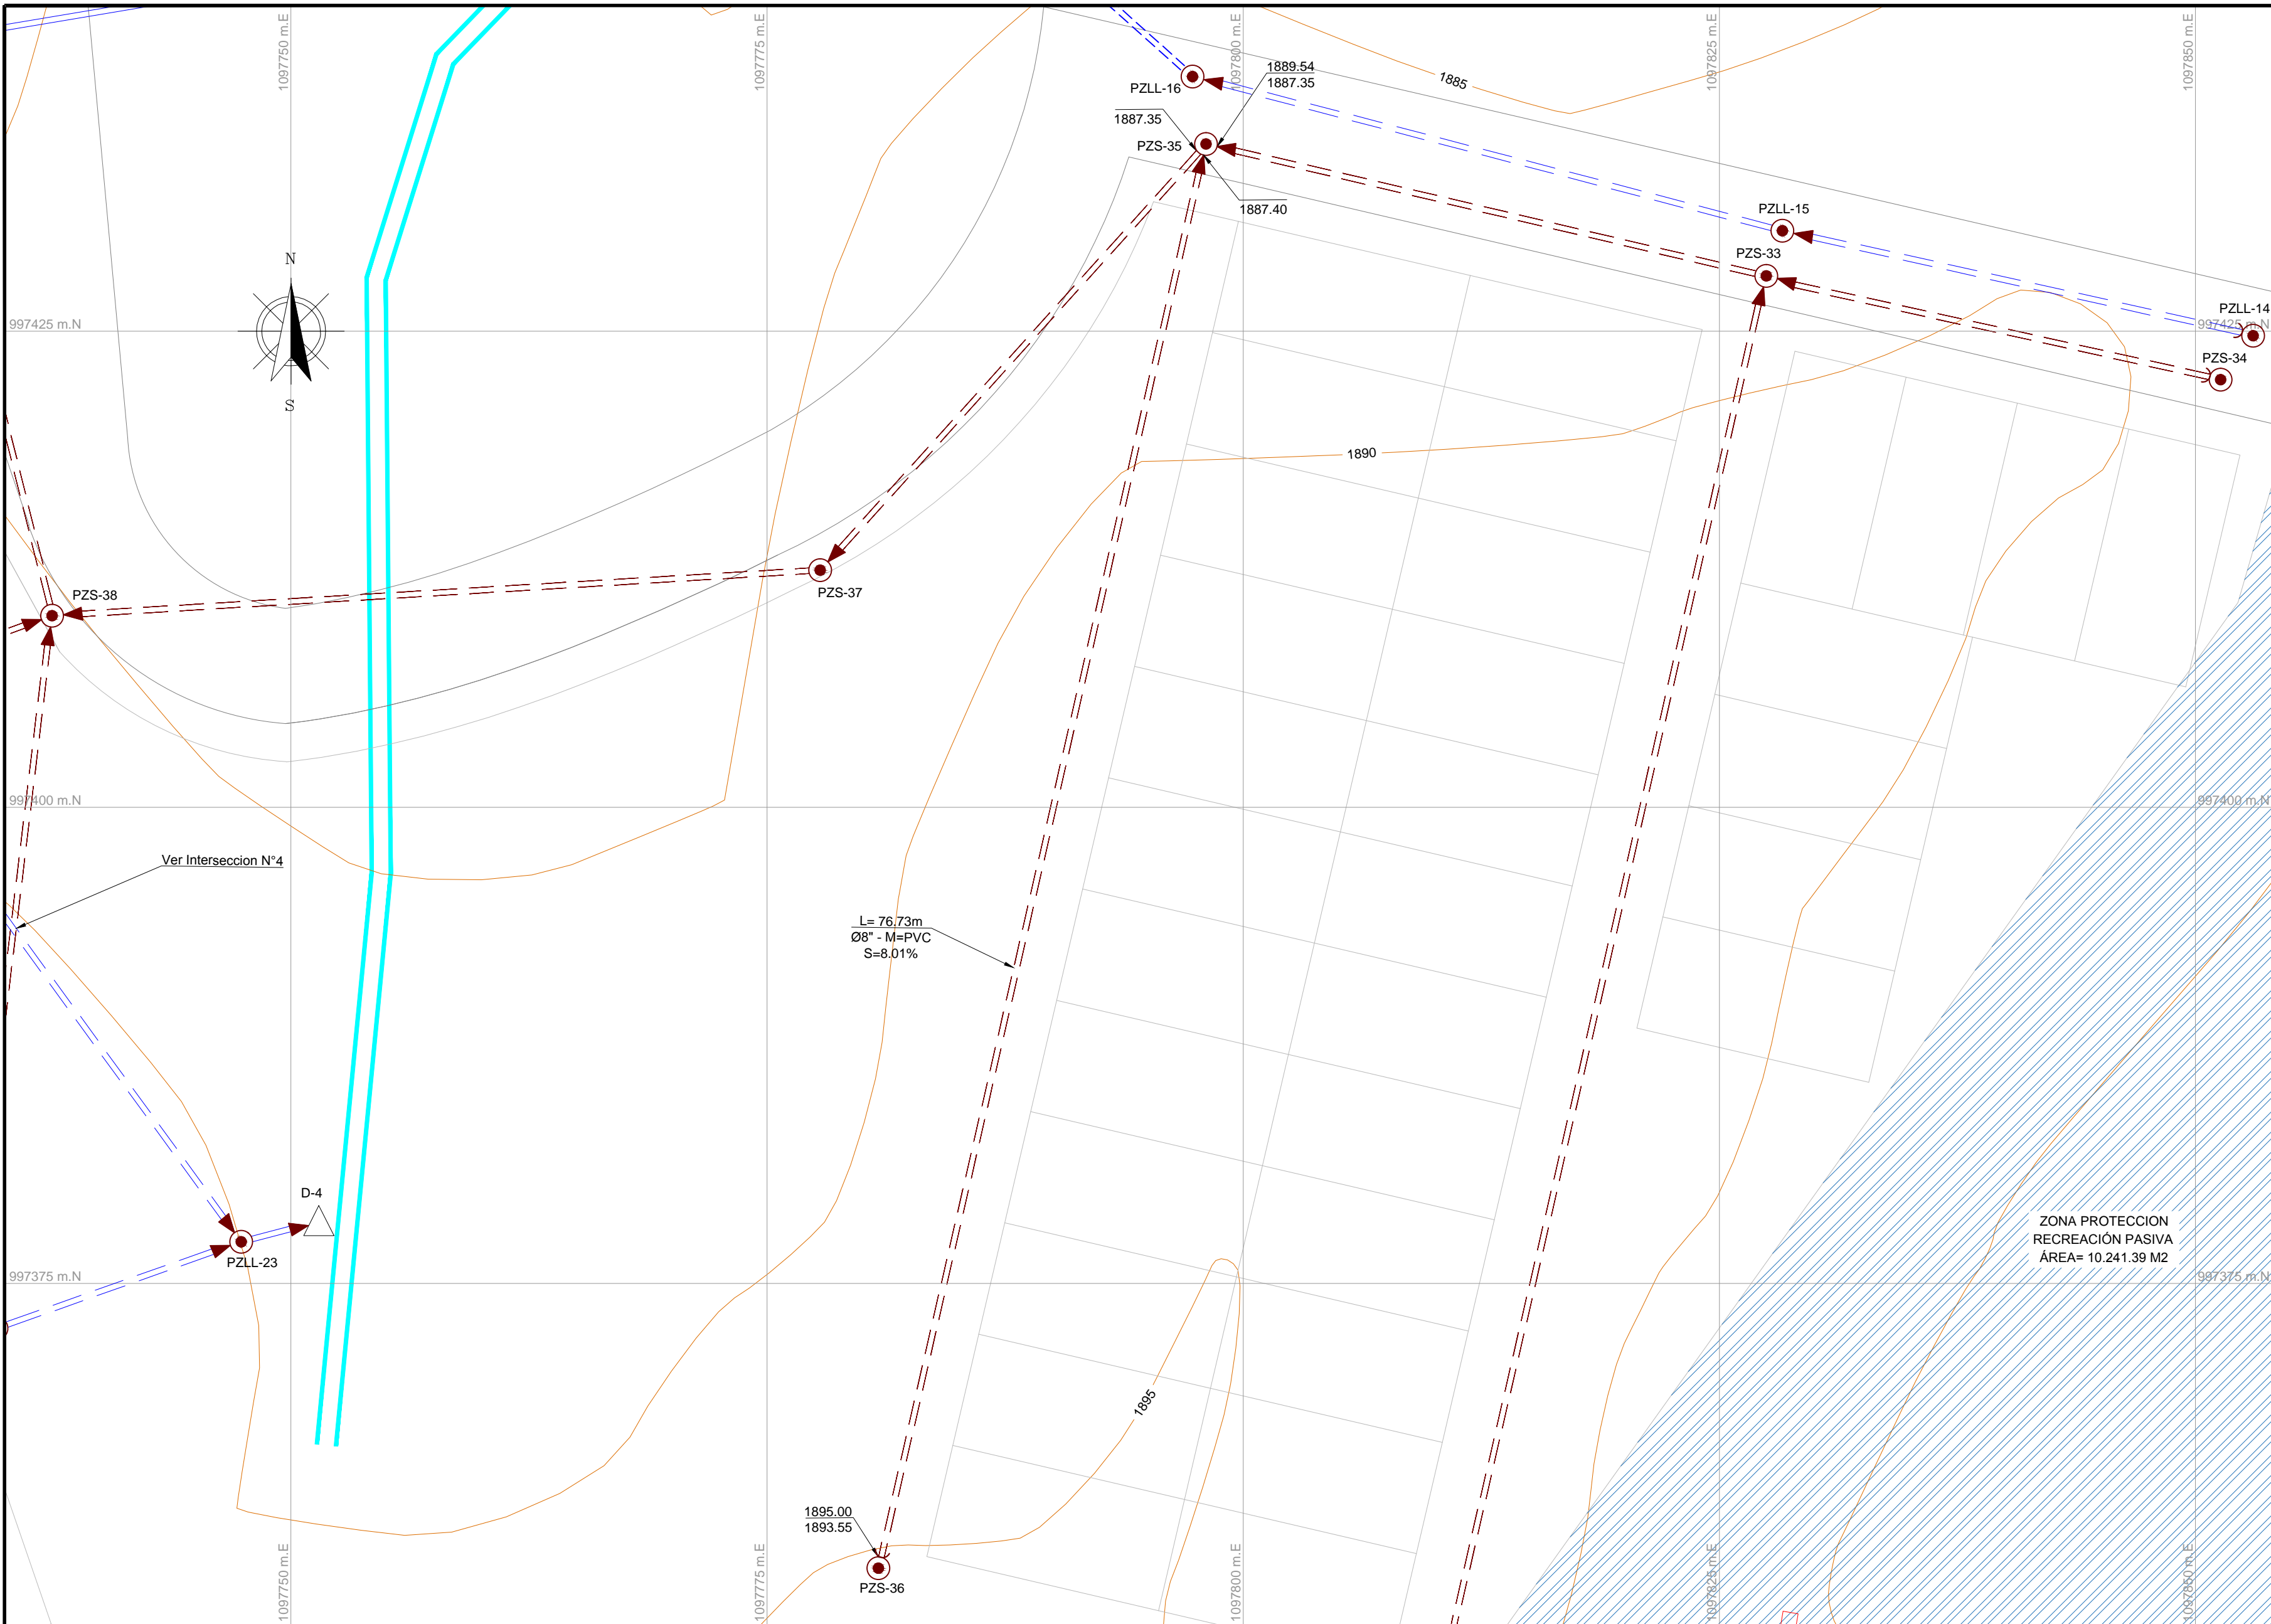 1097750 m.E
1097775 m.E
1097800 m.E
1097825 m.E
1097850 m.E
1885
1889.54
1887.35
PZLL-16
1887.35
PZS-35
1887.40
PZLL-15
PZS-33
PZLL-14
PZS-34
N
S
997425 m.N
997425 m.N
1890
PZS-38
PZS-37
997400 m.N
997400 m.N
Ver Interseccion N°4
L= 76.73m
Ø8" - M=PVC
S=8.01%
D-4
PZLL-23
ZONA PROTECCION
RECREACIÓN PASIVA
ÁREA= 10.241.39 M2
997375 m.N
997375 m.N
1895
1895.00
1893.55
PZS-36
1097750 m.E
1097775 m.E
1097800 m.E
1097825 m.E
1097850 m.E